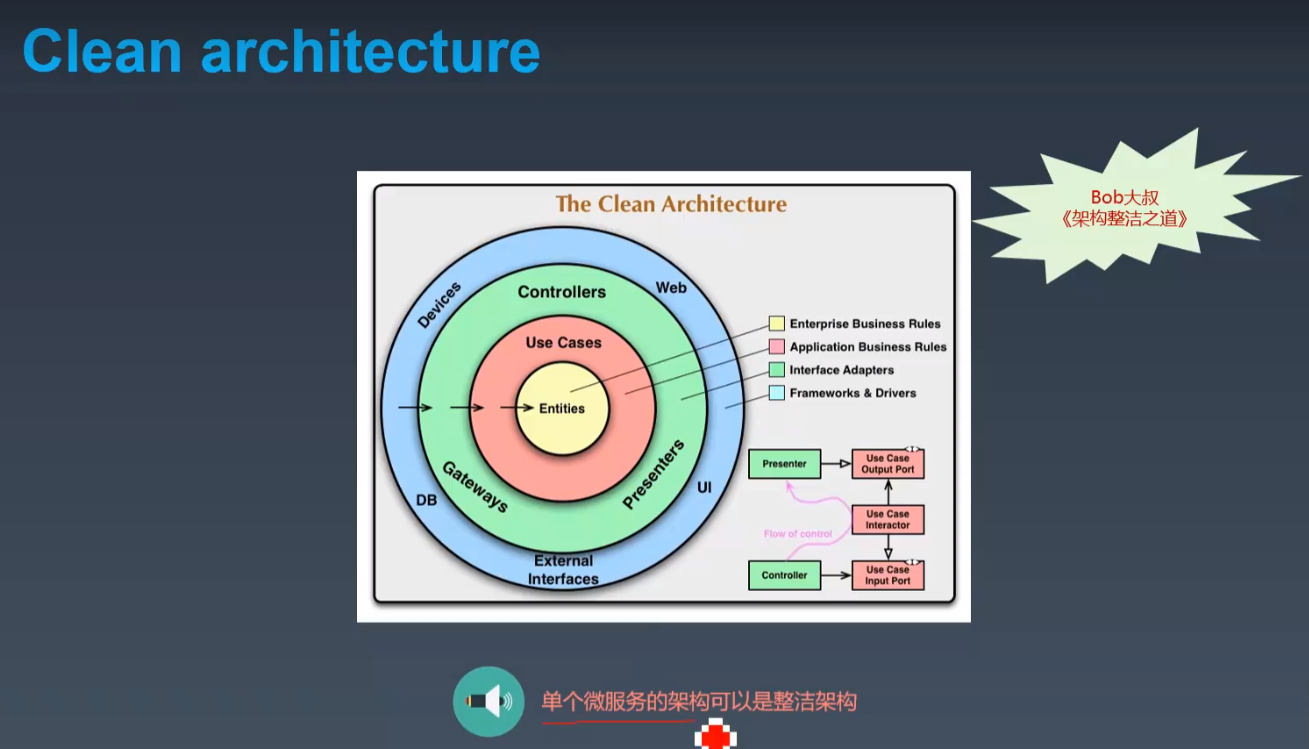 Clean architecture
Bob大叔
《架构整洁之道》
The Clean Architecture
Devices
Web
Controllers
Use Cases
Entities
Gateways
Presenters
DB
UI
External
Interfaces
Enterprise Business Rules
Application Business Rules
Interface Adapters
Frameworks & Drivers
Presenter
Use Case
Output Port
Use Case
Interactor
Flow of control
Controller
Use Case
Input Port
<I>
<I>
单个微服务的架构可以是整洁架构